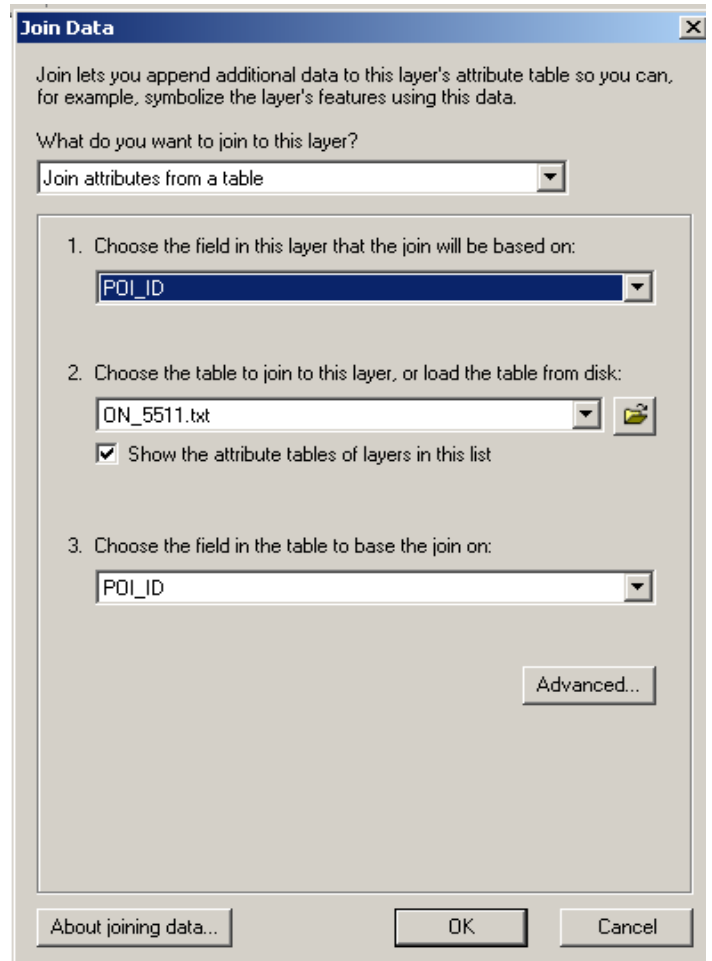 Join Data
Join lets you append additional data to this layer's attribute table so you can,
for example, symbolize the layer's features using this data.
What do you want to join to this layer?
Join attributes from a table
1. Choose the field in this layer that the join will be based on:
POI_ID
2. Choose the table to join to this layer, or load the table from disk:
ON_5511.txt
Show the attribute tables of layers in this list
3. Choose the field in the table to base the join on:
POI_ID
Advanced...
About joining data...
OK
Cancel